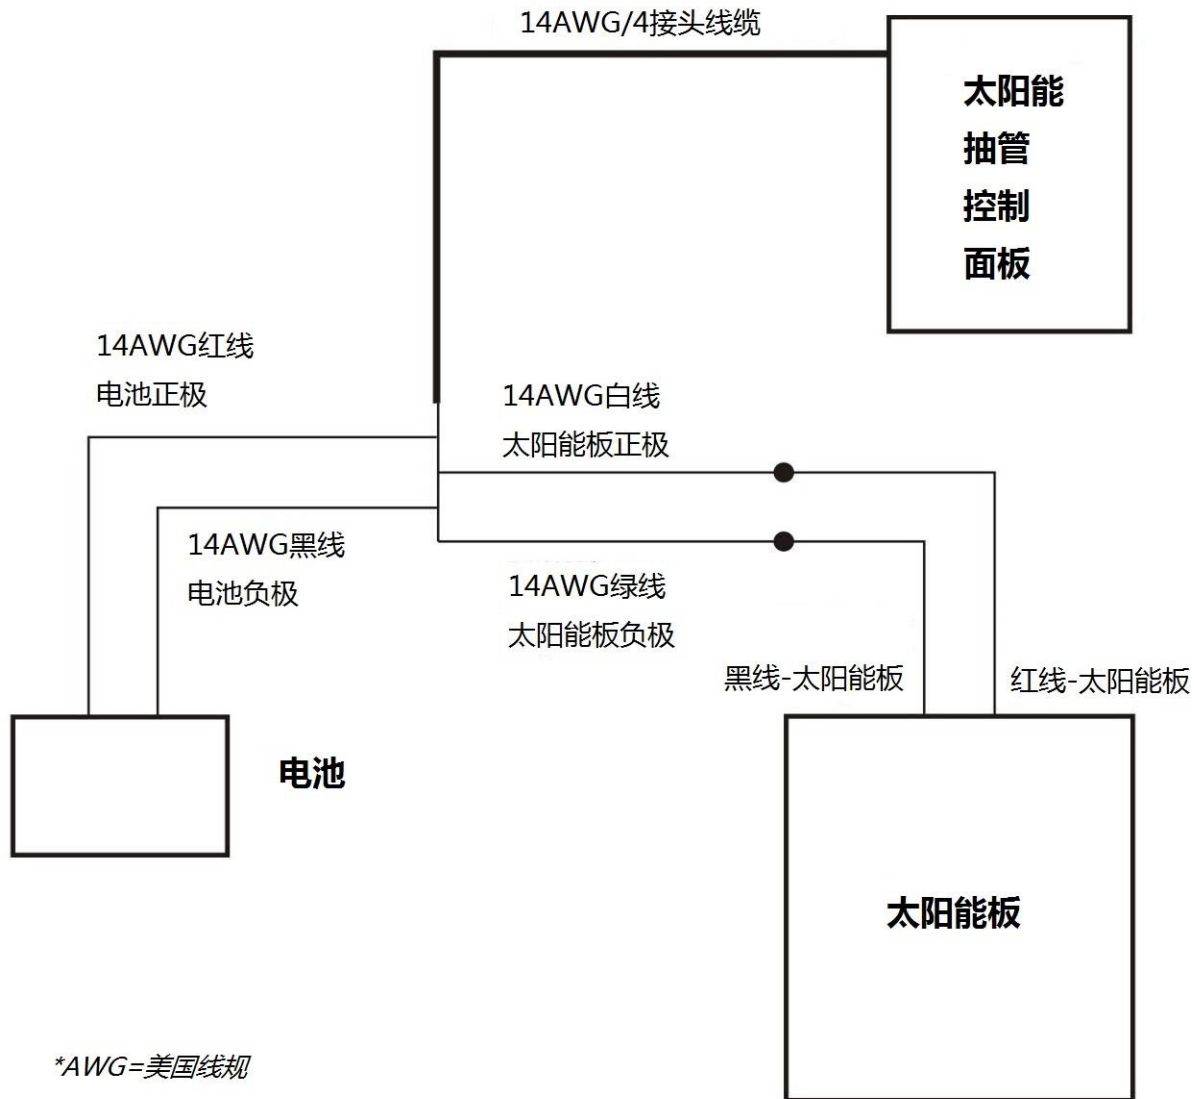 14AWG/4接头线缆
太阳能
抽管
控制
面板
14AWG红线
电池正极
14AWG白线
太阳能板正极
14AWG黑线
电池负极
14AWG绿线
太阳能板负极
黑线-太阳能板
红线-太阳能板
电池
太阳能板
*AWG=美国线规